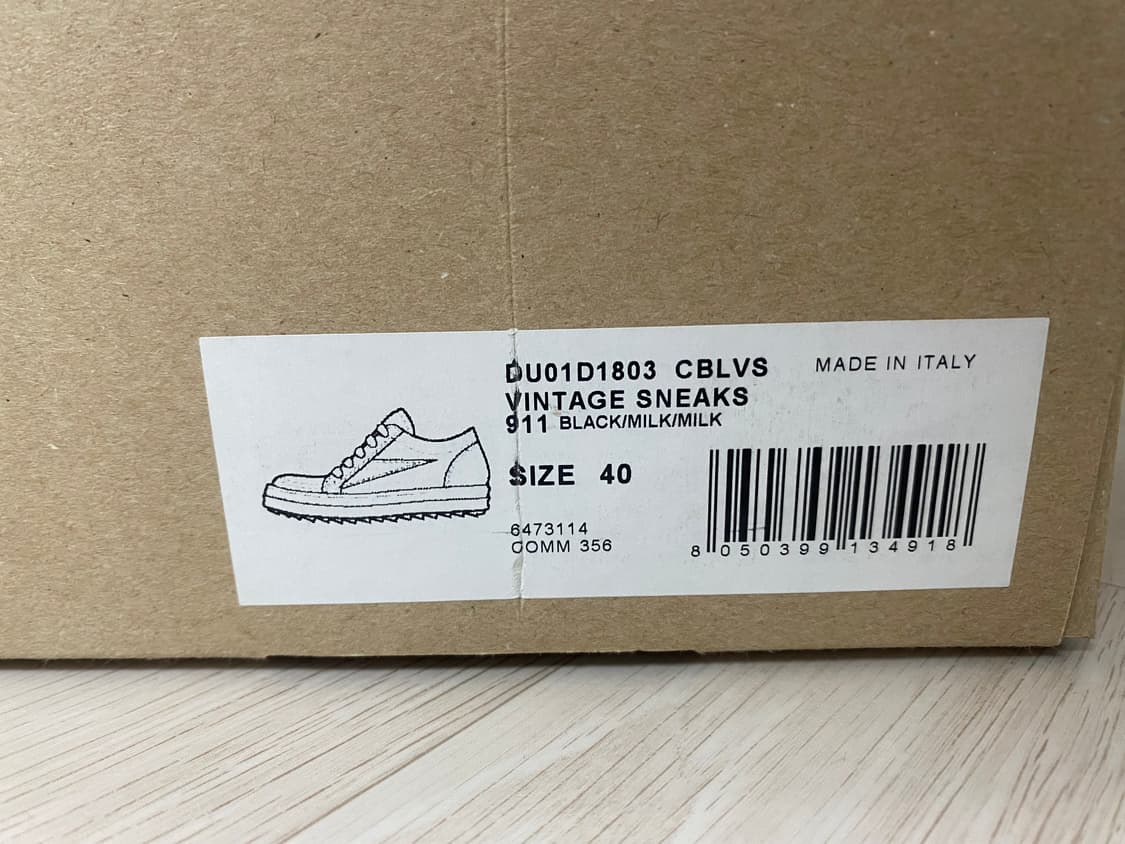 DU01D1803 CBLVS MADE IN ITALY
VINTAGE SNEAKS
911 BLACK/MILK/MILK
SIZE 40
6473114
COMM 356
8 050399 134918